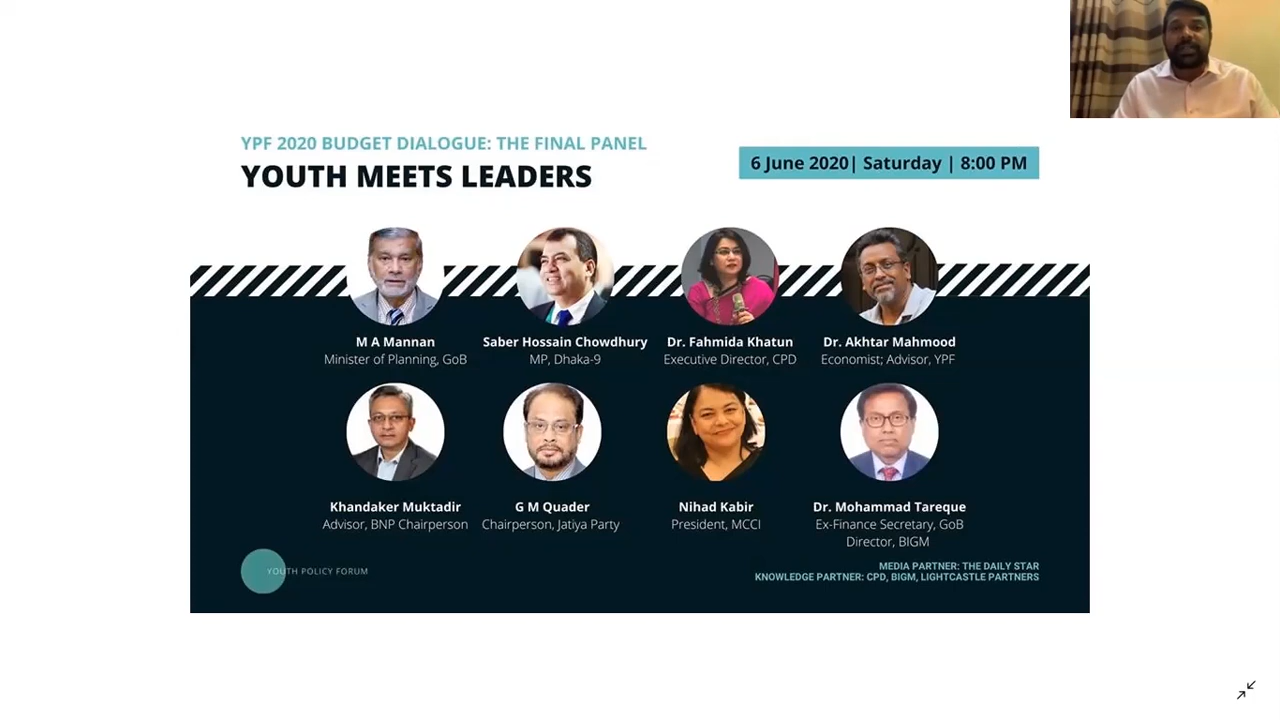 YPF 2020 BUDGET DIALOGUE: THE FINAL PANEL
YOUTH MEETS LEADERS
6 June 2020| Saturday | 8:00 PM
M A Mannan
Minister of Planning, GoB
Saber Hossain Chowdhury
MP, Dhaka-9
Dr. Fahmida Khatun
Executive Director, CPD
Dr. Akhtar Mahmood
Economist; Advisor, YPF
Khandaker Muktadir
Advisor, BNP Chairperson
G M Quader
Chairperson, Jatiya Party
Nihad Kabir
President, MCCI
Dr. Mohammad Tareque
Ex-Finance Secretary, GoB
Director, BIGM
YOUTH POLICY FORUM
MEDIA PARTNER: THE DAILY STAR
KNOWLEDGE PARTNER: CPD, BIGM, LIGHTCASTLE PARTNERS